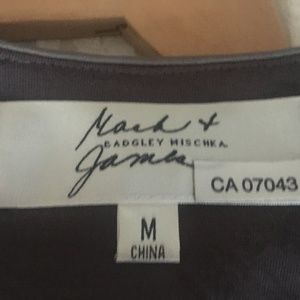 Mark +
BADGLEY MISCHKA
James
CA 07043
M
CHINA